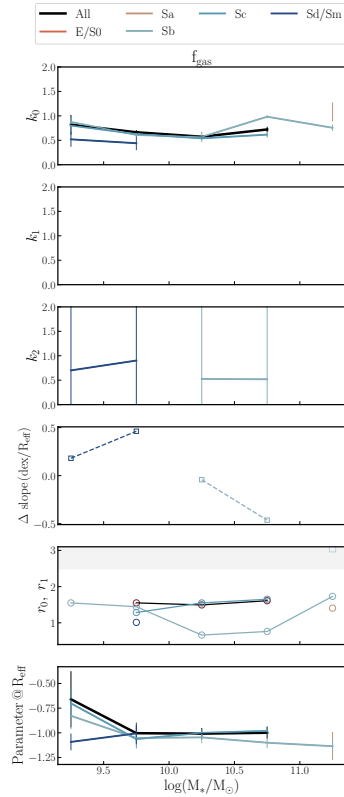 All Sa Sc Sd/Sm
E/S0 Sb
f_gas
k_0
2.0
1.5
1.0
0.5
0.0
k_1
2.0
1.5
1.0
0.5
0.0
k_2
2.0
1.5
1.0
0.5
0.0
Δ slope (dex/R_eff)
0.5
0.0
−0.5
r_0, r_1
3
2
1
Parameter @ R_eff
−0.50
−0.75
−1.00
−1.25
9.5 10.0 10.5 11.0
log(M_*/M_⊙)